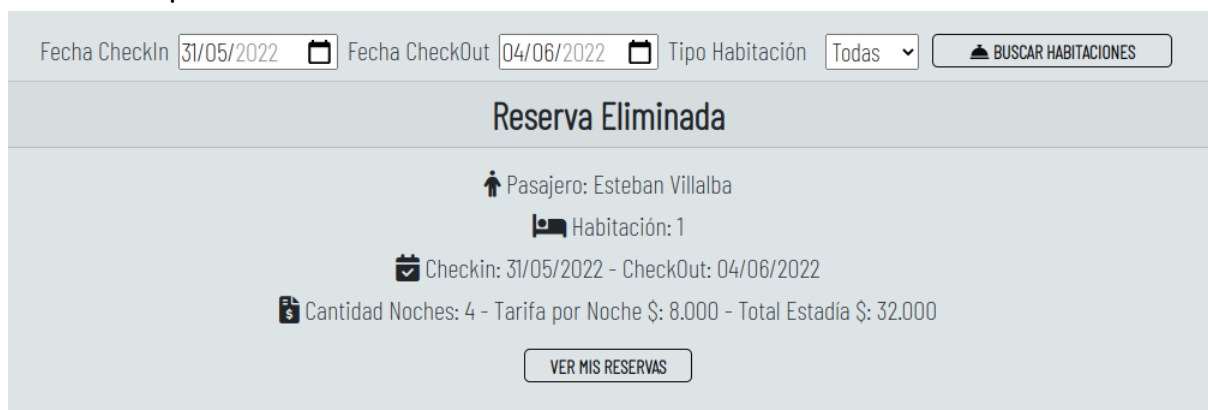 Fecha CheckIn 31/05/2022 Fecha CheckOut 04/06/2022 Tipo Habitación Todas BUSCAR HABITACIONES
Reserva Eliminada
Pasajero: Esteban Villalba
Habitación: 1
Checkin: 31/05/2022 - CheckOut: 04/06/2022
Cantidad Noches: 4 - Tarifa por Noche $: 8.000 - Total Estadía $: 32.000
VER MIS RESERVAS